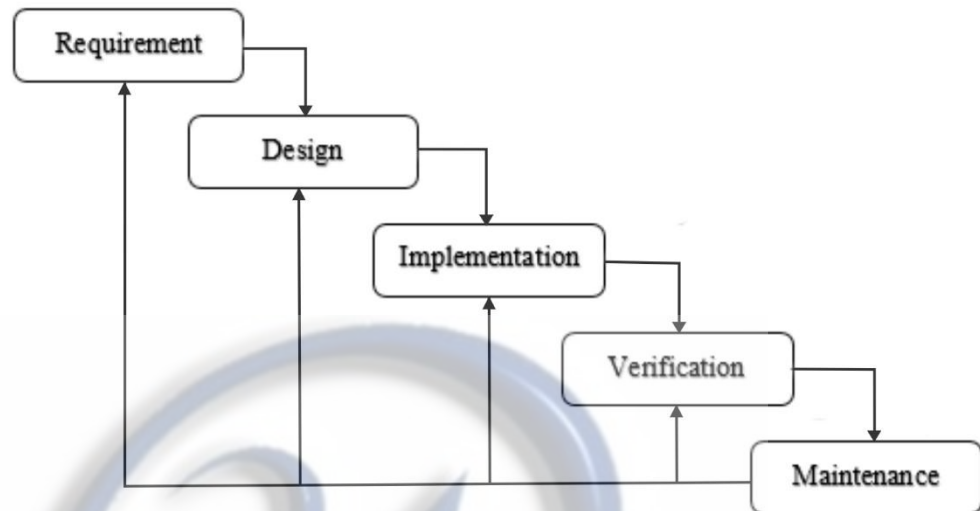 Requirement
Design
Implementation
Verification
Maintenance